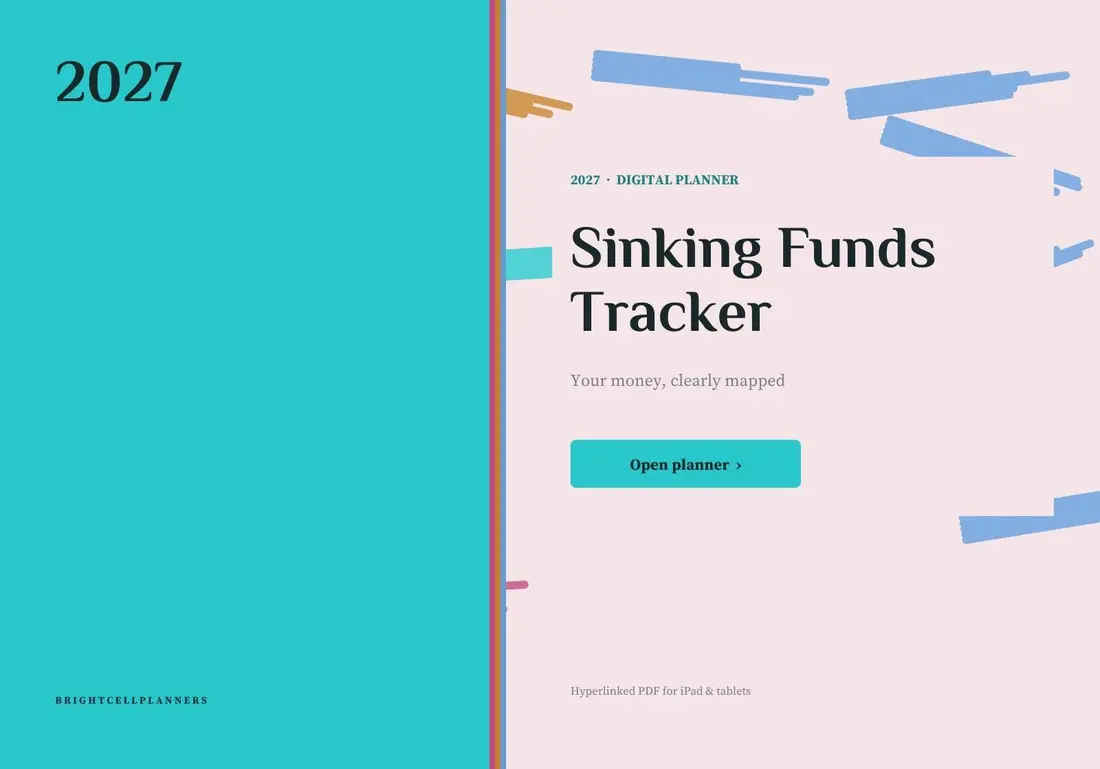 2027
BRIGHTCELLPLANNERS
2027 · DIGITAL PLANNER
Sinking Funds
Tracker
Your money, clearly mapped
Open planner ›
Hyperlinked PDF for iPad & tablets